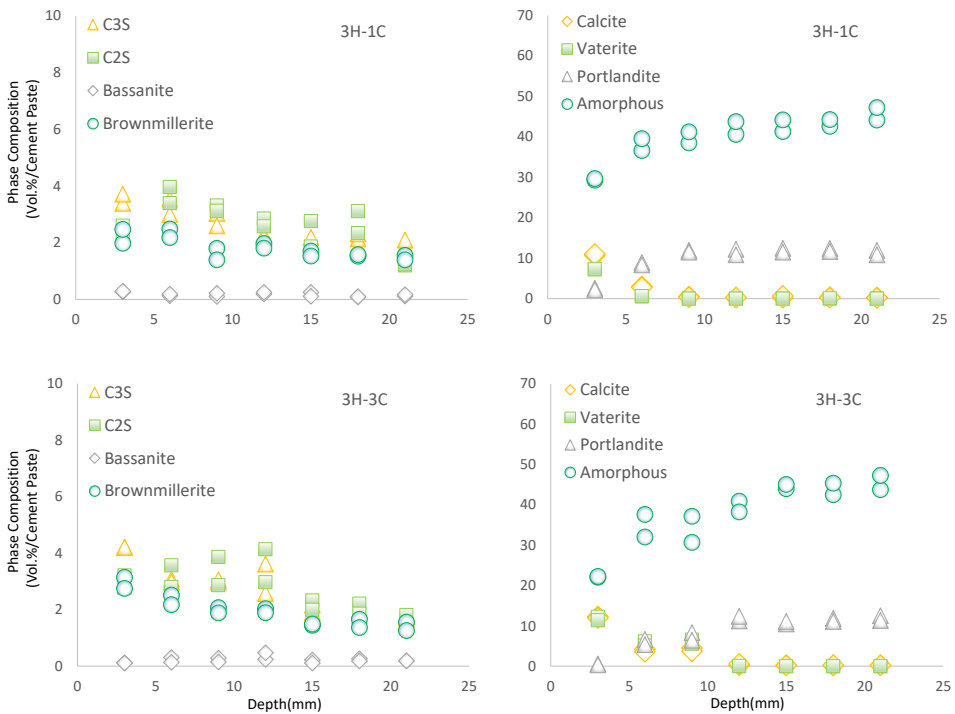 10
8
6
4
2
0
0
5
10
15
20
25
Phase Composition
(Vol.%/Cement Paste)
3H-1C
C3S
C2S
Bassanite
Brownmillerite
70
60
50
40
30
20
10
0
0
5
10
15
20
25
3H-1C
Calcite
Vaterite
Portlandite
Amorphous
10
8
6
4
2
0
0
5
10
15
20
25
Phase Composition
(Vol.%/Cement Paste)
Depth(mm)
3H-3C
C3S
C2S
Bassanite
Brownmillerite
70
60
50
40
30
20
10
0
0
5
10
15
20
25
Depth(mm)
3H-3C
Calcite
Vaterite
Portlandite
Amorphous